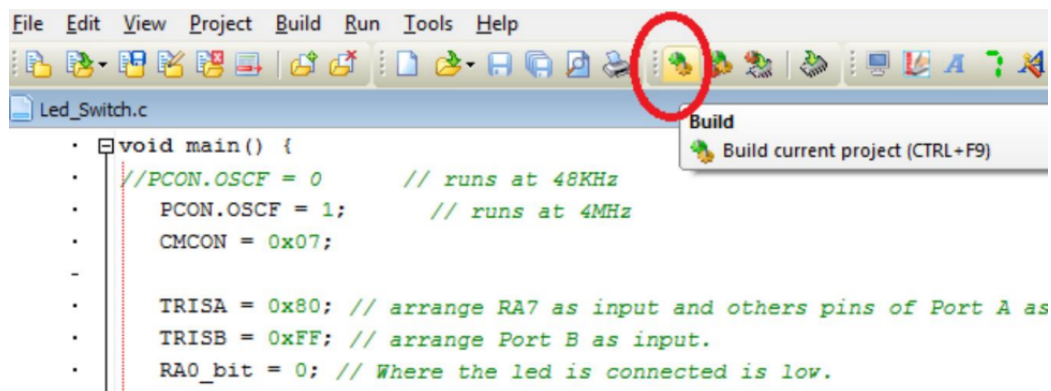 File Edit View Project Build Run Tools Help
Led_Switch.c
Build
Build current project (CTRL+F9)
void main() {
//PCON.OSCF = 0 // runs at 48KHz
PCON.OSCF = 1; // runs at 4MHz
CMCON = 0x07;
TRISA = 0x80; // arrange RA7 as input and others pins of Port A as
TRISB = 0xFF; // arrange Port B as input.
RA0_bit = 0; // Where the led is connected is low.